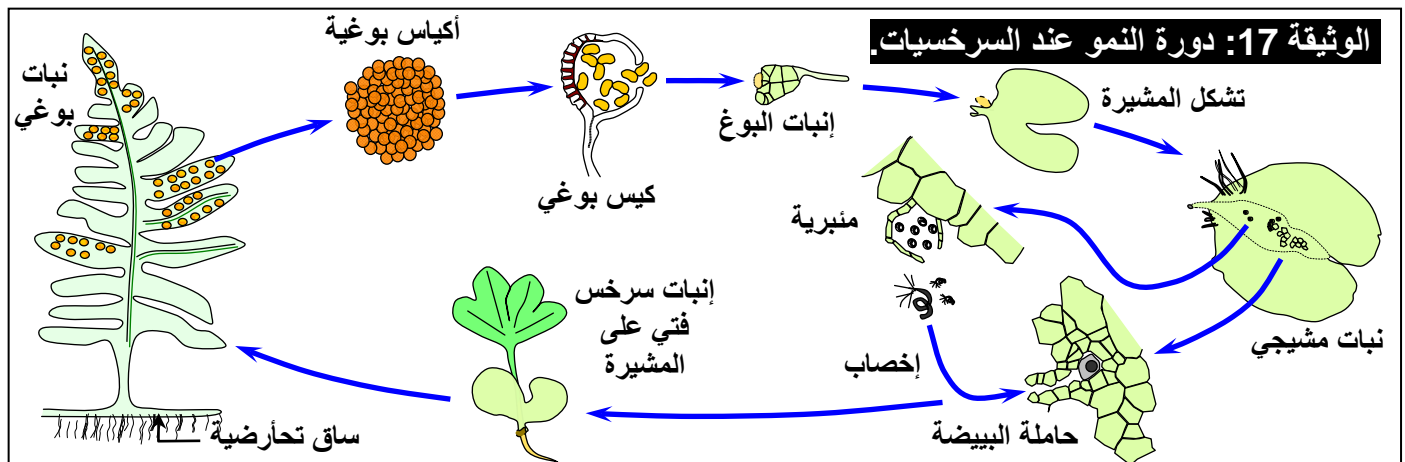 الوثيقة 17: دورة النمو عند السرخسيات.
نبات
بوغي
أكياس بوغية
كيس بوغي
إنبات البوغ
تشكل المشيرة
نبات مشيجي
مئبرية
إخصاب
حاملة البييضة
إنبات سرخس
فتي على
المشيرة
ساق تحأرضية